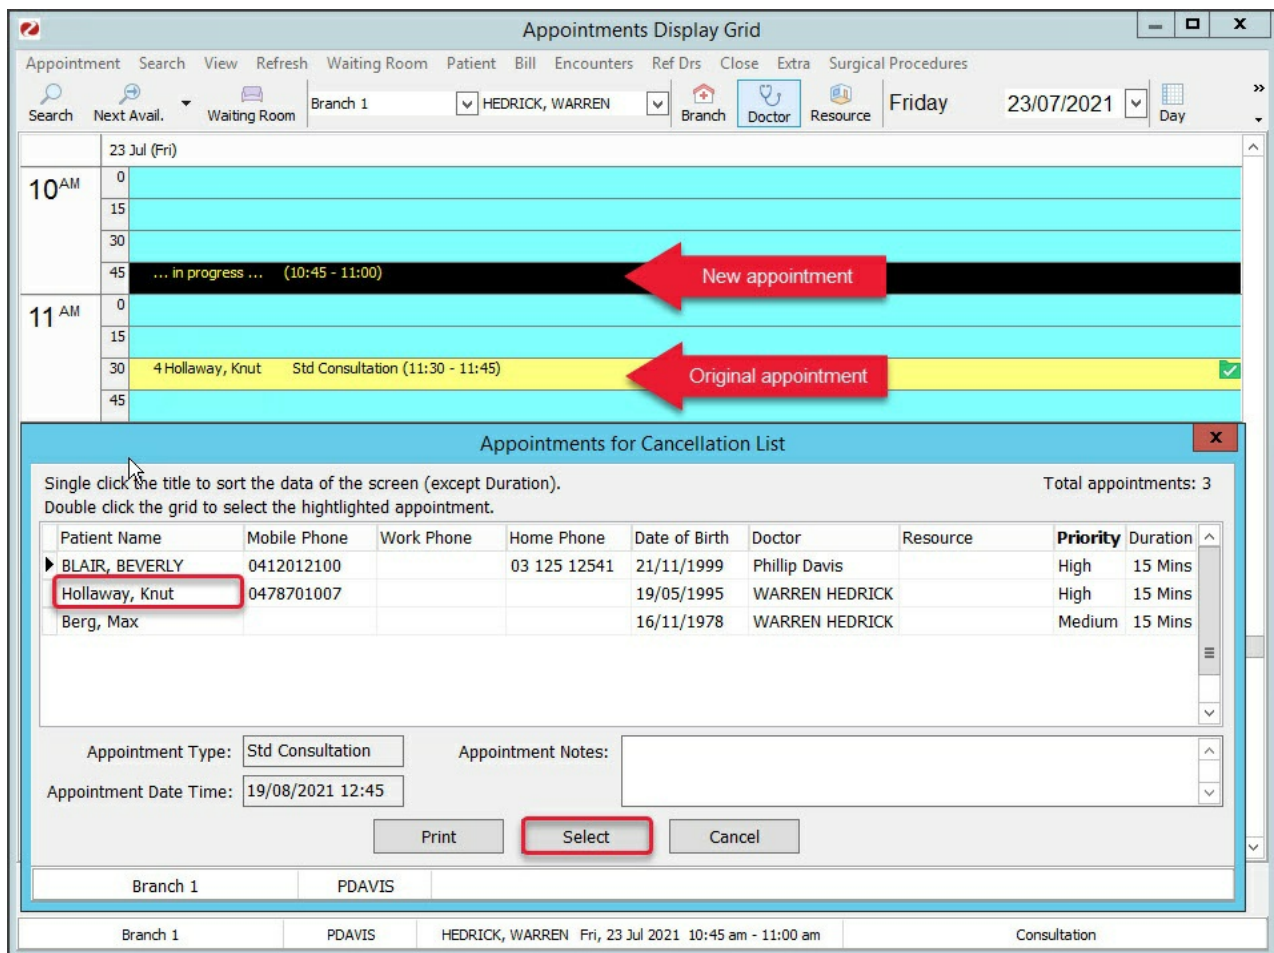 Appointments Display Grid
Appointment Search View Refresh Waiting Room Patient Bill Encounters Ref Drs Close Extra Surgical Procedures
Search Next Avail. Waiting Room Branch 1 HEDRICK, WARREN Branch Doctor Resource Friday 23/07/2021 Day
23 Jul (Fri)
10 AM 0
15
30
45 ... in progress ... (10:45 - 11:00) New appointment
11 AM 0
15
30 4 Hollaway, Knut Std Consultation (11:30 - 11:45) Original appointment
45
Appointments for Cancellation List
Single click the title to sort the data of the screen (except Duration). Total appointments: 3
Double click the grid to select the hightlighted appointment.
Patient Name Mobile Phone Work Phone Home Phone Date of Birth Doctor Resource Priority Duration
BLAIR, BEVERLY 0412012100 03 125 12541 21/11/1999 Phillip Davis High 15 Mins
Hollaway, Knut 0478701007 19/05/1995 WARREN HEDRICK High 15 Mins
Berg, Max 16/11/1978 WARREN HEDRICK Medium 15 Mins
Appointment Type: Std Consultation Appointment Notes:
Appointment Date Time: 19/08/2021 12:45
Print Select Cancel
Branch 1 PDAVIS
Branch 1 PDAVIS HEDRICK, WARREN Fri, 23 Jul 2021 10:45 am - 11:00 am Consultation